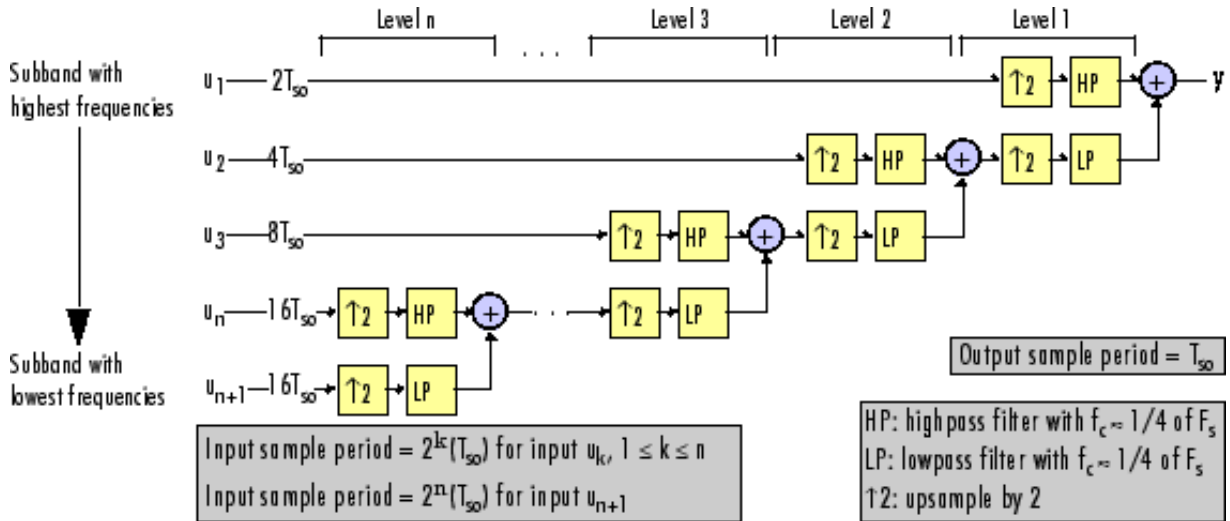 Level n . . . Level 3 Level 2 Level 1
Subband with
highest frequencies
u₁ 2Tₛₒ ↑2 HP + y
u₂ 4Tₛₒ ↑2 HP + ↑2 LP
u₃ 8Tₛₒ ↑2 HP + ↑2 LP
uₙ 16Tₛₒ ↑2 HP + . . . ↑2 LP
Subband with
lowest frequencies
uₙ₊₁ 16Tₛₒ ↑2 LP
Output sample period = Tₛₒ
Input sample period = 2ᵏ(Tₛₒ) for input uₖ, 1 ≤ k ≤ n
Input sample period = 2ⁿ(Tₛₒ) for input uₙ₊₁
HP: highpass filter with f_c ≈ 1/4 of Fₛ
LP: lowpass filter with f_c ≈ 1/4 of Fₛ
↑2: upsample by 2